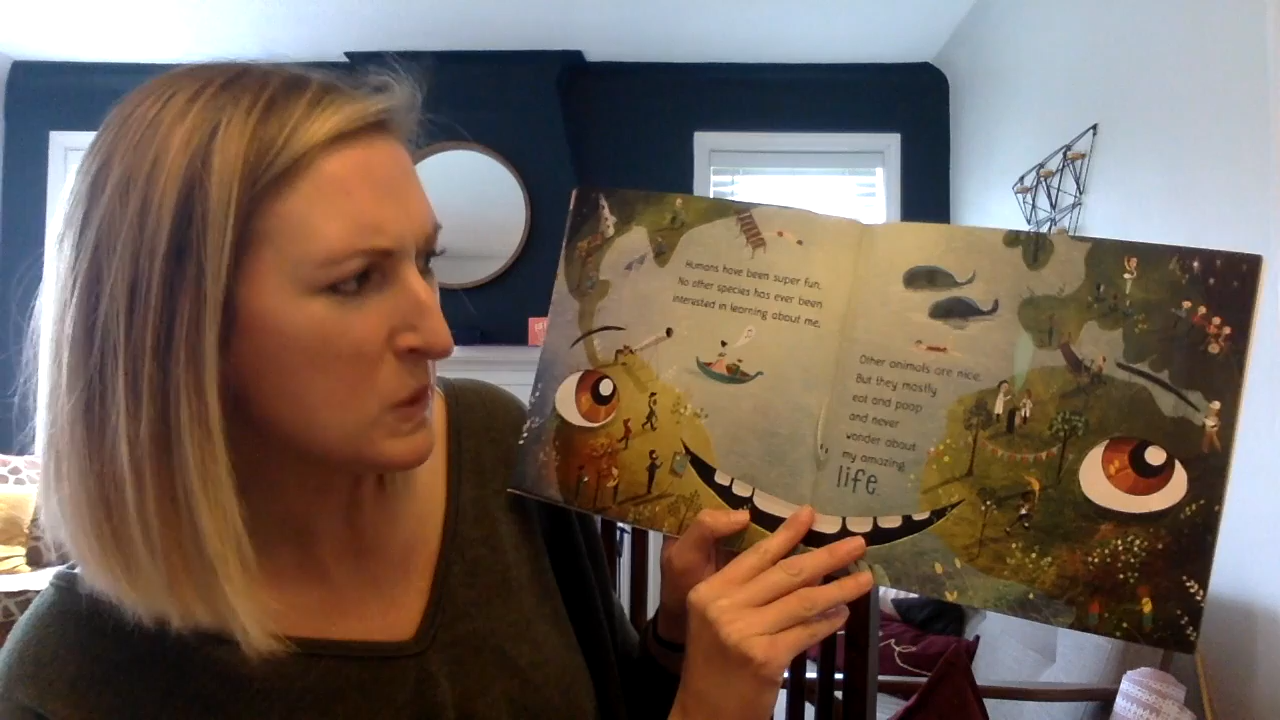 Humans have been super fun.
No other species has ever been
interested in learning about me.
Other animals are nice.
But they mostly
eat and poop
and never
wonder about
my amazing
life.